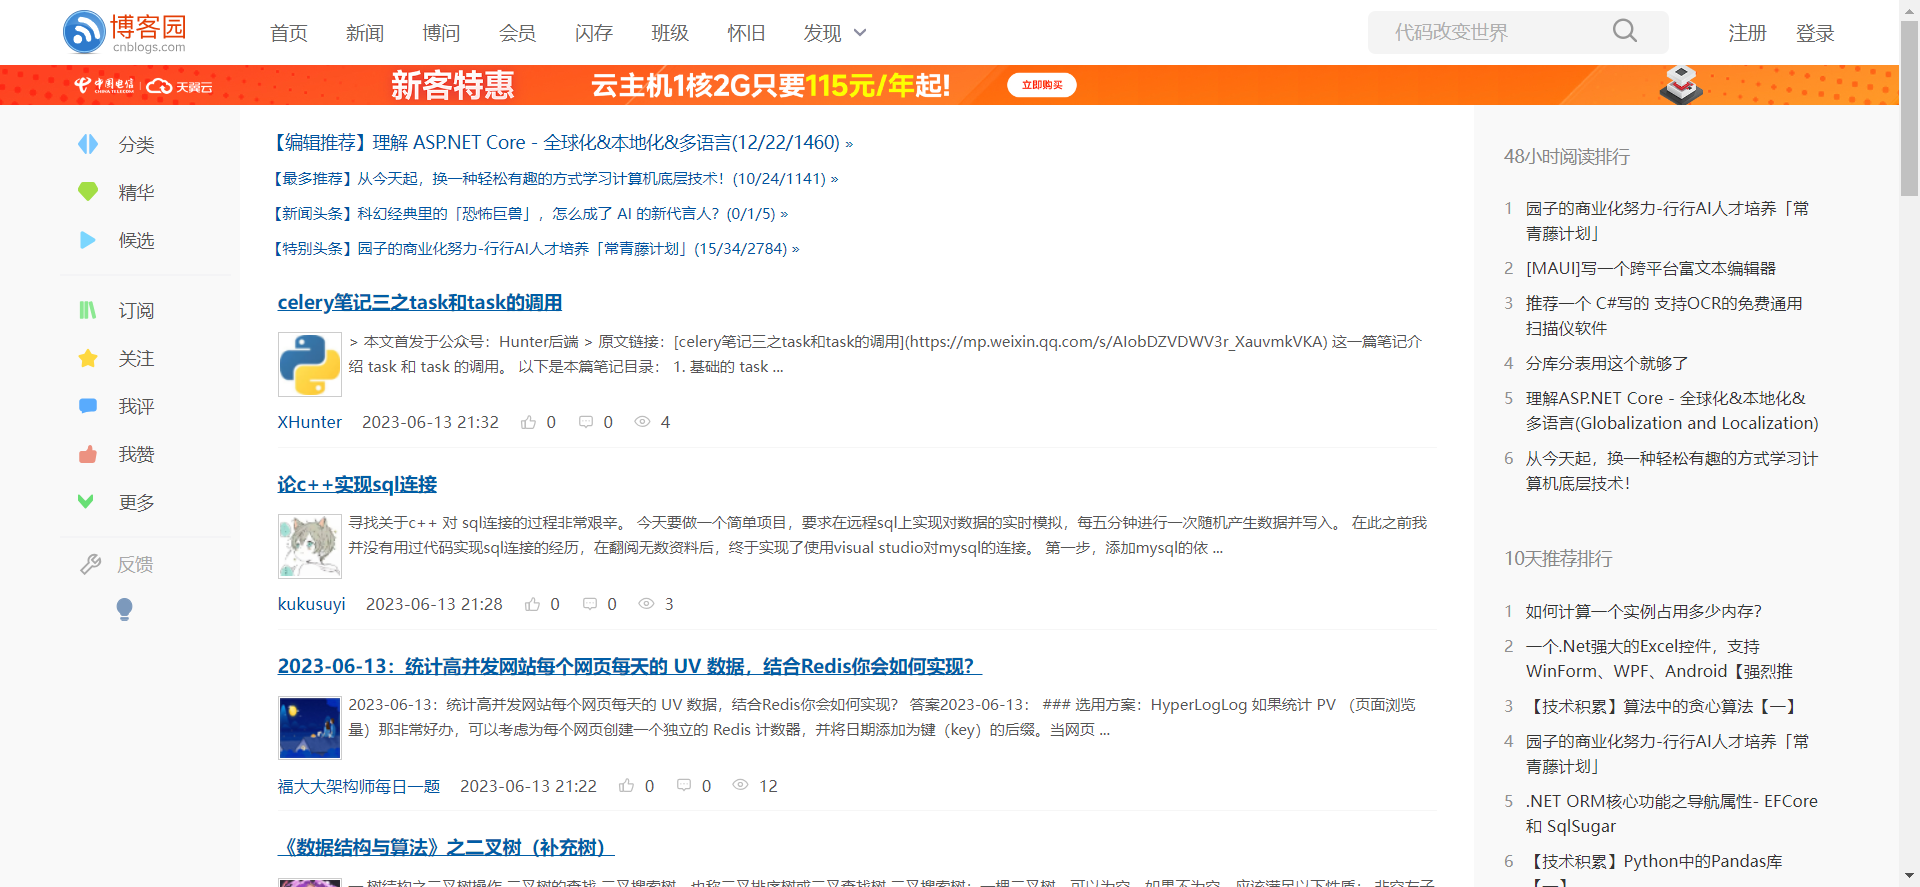 博客园
cnblogs.com
首页 新闻 博问 会员 闪存 班级 怀旧 发现
代码改变世界
注册 登录
中国电信 CHINA TELECOM 天翼云 新客特惠 云主机1核2G只要115元/年起! 立即购买
分类
精华
候选
订阅
关注
我评
我赞
更多
反馈
【编辑推荐】理解 ASP.NET Core - 全球化&本地化&多语言(12/22/1460) »
【最多推荐】从今天起，换一种轻松有趣的方式学习计算机底层技术！(10/24/1141) »
【新闻头条】科幻经典里的「恐怖巨兽」，怎么成了 AI 的新代言人？(0/1/5) »
【特别头条】园子的商业化努力-行行AI人才培养「常青藤计划」(15/34/2784) »
celery笔记三之task和task的调用
> 本文首发于公众号：Hunter后端 > 原文链接：[celery笔记三之task和task的调用](https://mp.weixin.qq.com/s/AIobDZVDWV3r_XauvmkVKA) 这一篇笔记介
绍 task 和 task 的调用。 以下是本篇笔记目录： 1. 基础的 task ...
XHunter 2023-06-13 21:32 0 0 4
论c++实现sql连接
寻找关于c++ 对 sql连接的过程非常艰辛。 今天要做一个简单项目，要求在远程sql上实现对数据的实时模拟，每五分钟进行一次随机产生数据并写入。 在此之前我
并没有用过代码实现sql连接的经历，在翻阅无数资料后，终于实现了使用visual studio对mysql的连接。 第一步，添加mysql的依 ...
kukusuyi 2023-06-13 21:28 0 0 3
2023-06-13：统计高并发网站每个网页每天的 UV 数据，结合Redis你会如何实现？
2023-06-13：统计高并发网站每个网页每天的 UV 数据，结合Redis你会如何实现？ 答案2023-06-13： ### 选用方案：HyperLogLog 如果统计 PV （页面浏览
量）那非常好办，可以考虑为每个网页创建一个独立的 Redis 计数器，并将日期添加为键（key）的后缀。当网页 ...
福大大架构师每日一题 2023-06-13 21:22 0 0 12
《数据结构与算法》之二叉树（补充树）
48小时阅读排行
1 园子的商业化努力-行行AI人才培养「常
青藤计划」
2 [MAUI]写一个跨平台富文本编辑器
3 推荐一个 C#写的 支持OCR的免费通用
扫描仪软件
4 分库分表用这个就够了
5 理解ASP.NET Core - 全球化&本地化&
多语言(Globalization and Localization)
6 从今天起，换一种轻松有趣的方式学习计
算机底层技术！
10天推荐排行
1 如何计算一个实例占用多少内存？
2 一个.Net强大的Excel控件，支持
WinForm、WPF、Android【强烈推
3 【技术积累】算法中的贪心算法【一】
4 园子的商业化努力-行行AI人才培养「常
青藤计划」
5 .NET ORM核心功能之导航属性- EFCore
和 SqlSugar
6 【技术积累】Python中的Pandas库
【一】